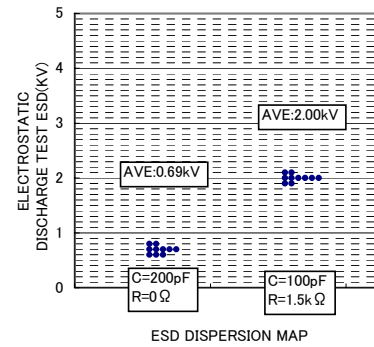 ELECTROSTATIC
DISCHARGE TEST ESD(KV)
5
4
3
2
1
0
AVE:0.69kV
AVE:2.00kV
C=200pF
R=0Ω
C=100pF
R=1.5kΩ
ESD DISPERSION MAP